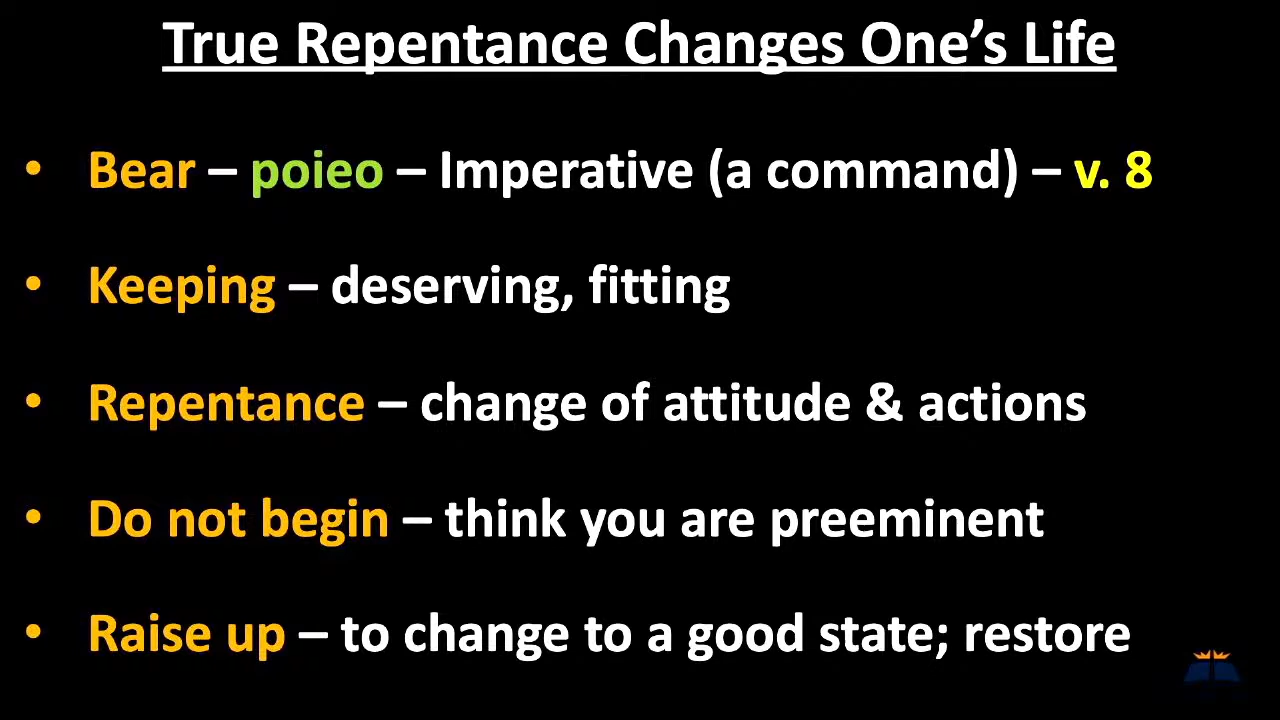 True Repentance Changes One’s Life
• Bear – poieo – Imperative (a command) – v. 8
• Keeping – deserving, fitting
• Repentance – change of attitude & actions
• Do not begin – think you are preeminent
• Raise up – to change to a good state; restore